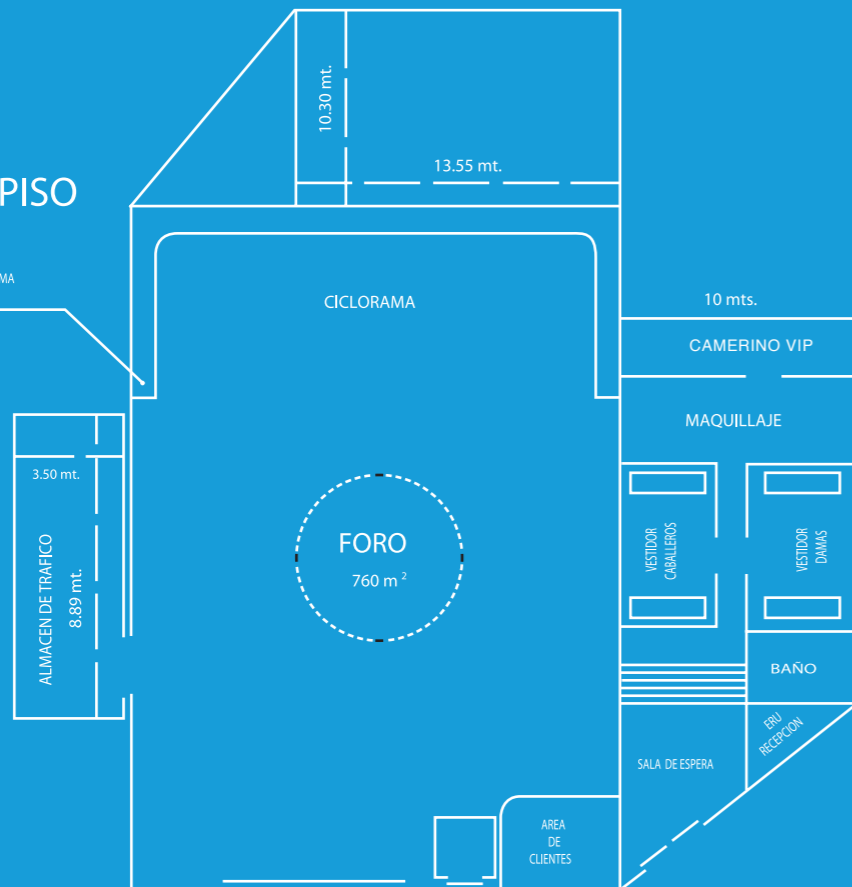 10.30 mt.
13.55 mt.
PISO
MA
CICLORAMA
10 mts.
CAMERINO VIP
MAQUILLAJE
3.50 mt.
ALMACEN DE TRAFICO
8.89 mt.
FORO
760 m ²
VESTIDOR
CABALLEROS
VESTIDOR
DAMAS
BAÑO
ERU
RECEPCION
SALA DE ESPERA
AREA
DE
CLIENTES